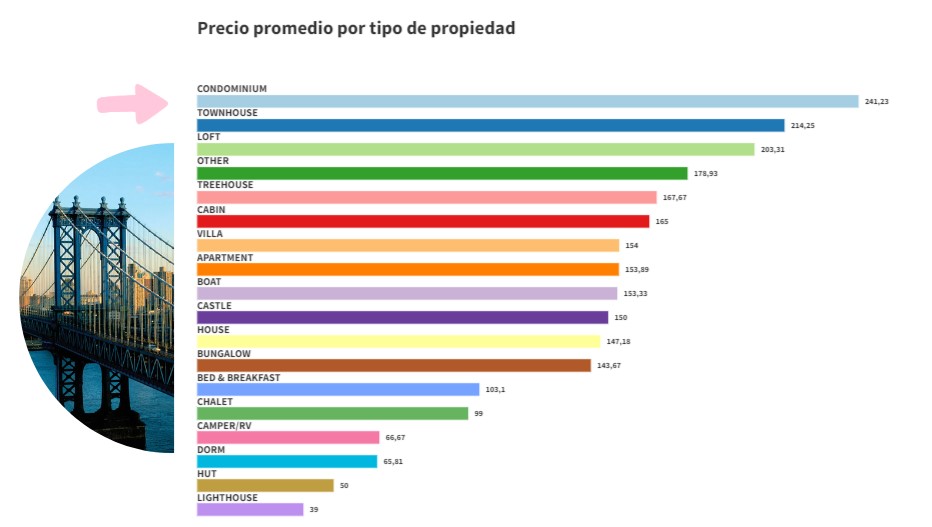 Precio promedio por tipo de propiedad
CONDOMINIUM
241,23
TOWNHOUSE
214,25
LOFT
203,31
OTHER
178,93
TREEHOUSE
167,67
CABIN
165
VILLA
154
APARTMENT
153,89
BOAT
153,33
CASTLE
150
HOUSE
147,18
BUNGALOW
143,67
BED & BREAKFAST
103,1
CHALET
99
CAMPER/RV
66,67
DORM
65,81
HUT
50
LIGHTHOUSE
39